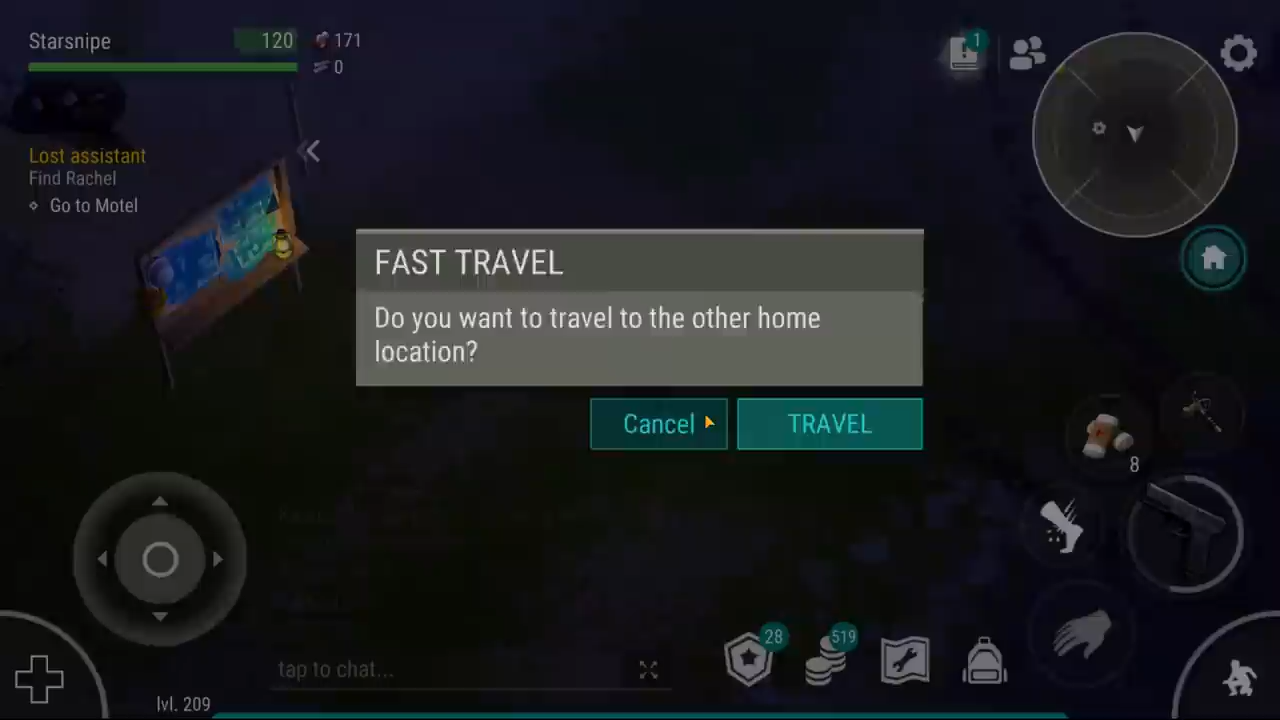 Starsnipe
120
171
0
1
Lost assistant
Find Rachel
Go to Motel
FAST TRAVEL
Do you want to travel to the other home
location?
Cancel
TRAVEL
8
28
519
tap to chat...
lvl. 209